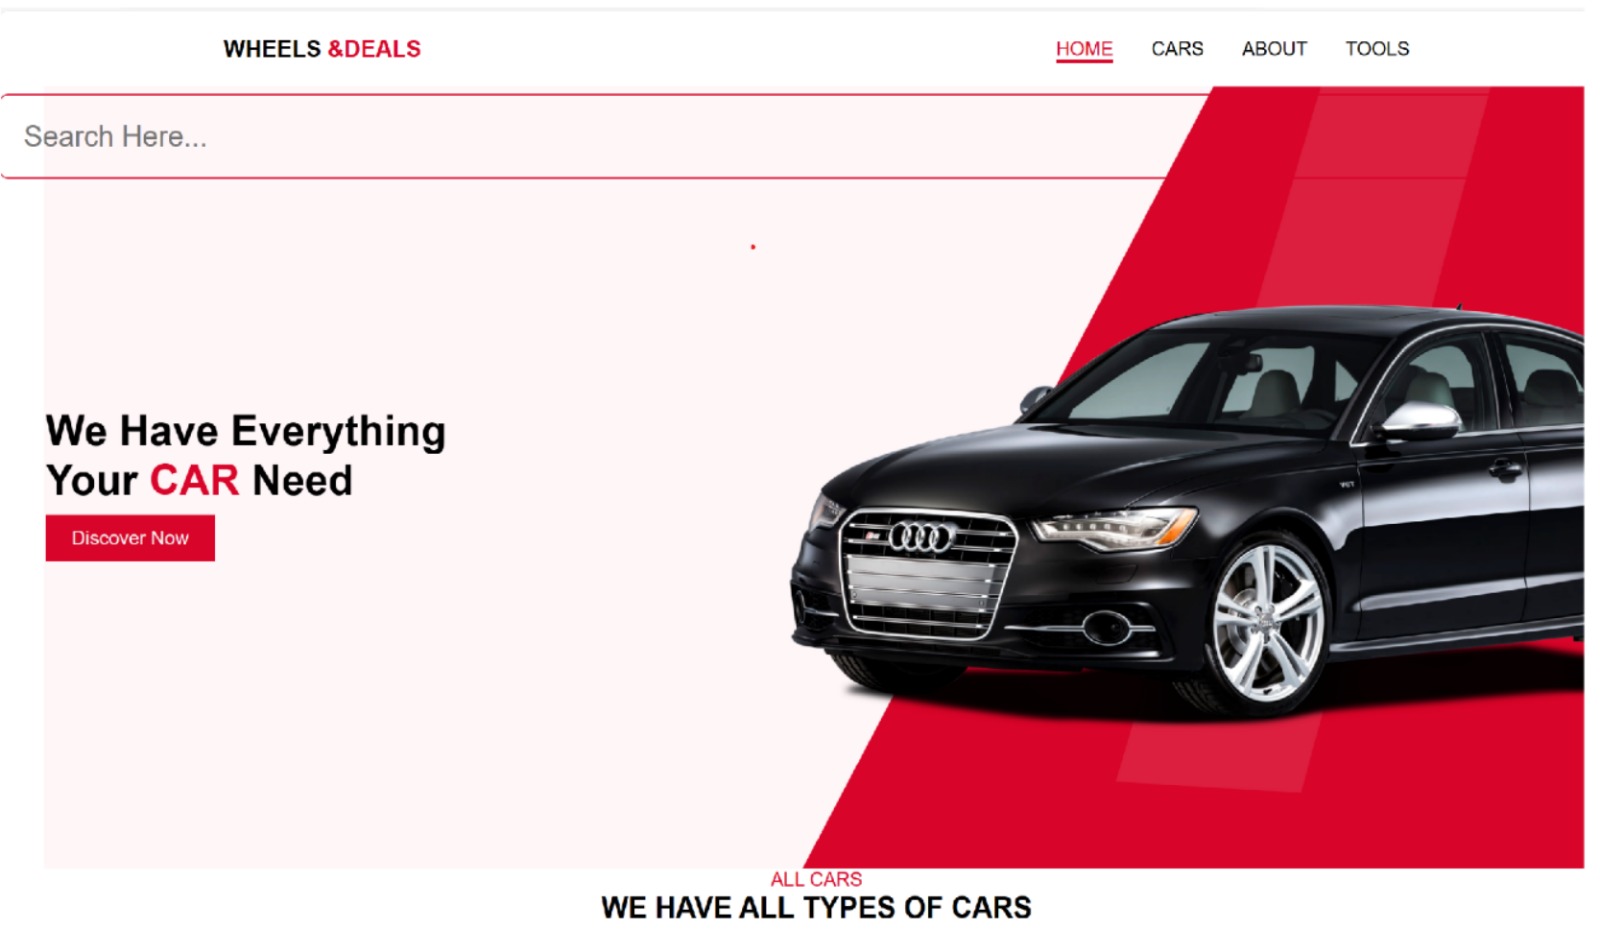 WHEELS &DEALS
HOME CARS ABOUT TOOLS
Search Here...
We Have Everything
Your CAR Need
Discover Now
ALL CARS
WE HAVE ALL TYPES OF CARS